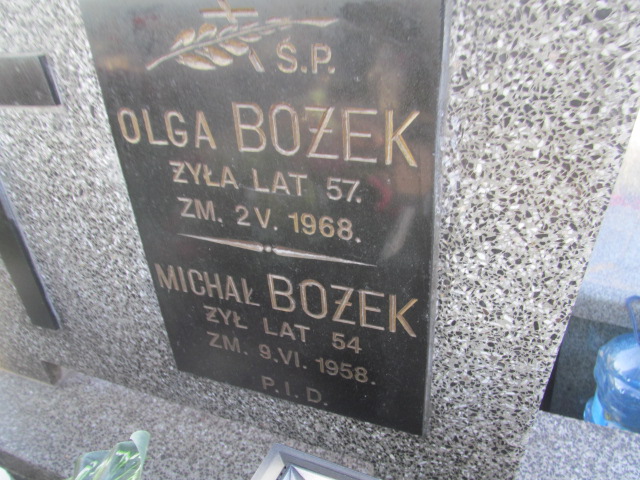 Ś.P.
OLGA BOŻEK
ŻYŁA LAT 57.
ZM. 2 V. 1968.
MICHAŁ BOŻEK
ŻYŁ LAT 54
ZM. 9.VI.1958.
P.I.D.